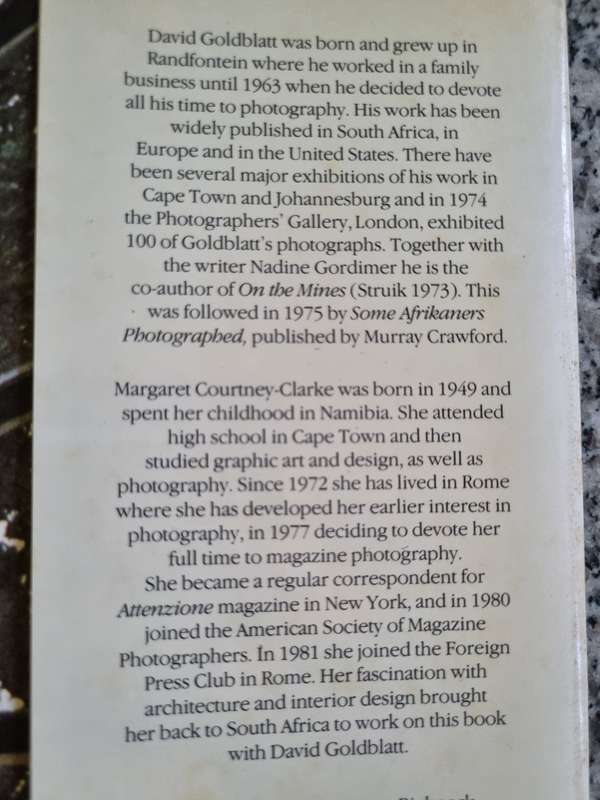 David Goldblatt was born and grew up in
Randfontein where he worked in a family
business until 1963 when he decided to devote
all his time to photography. His work has been
widely published in South Africa, in
Europe and in the United States. There have
been several major exhibitions of his work in
Cape Town and Johannesburg and in 1974
the Photographers' Gallery, London, exhibited
100 of Goldblatt's photographs. Together with
the writer Nadine Gordimer he is the
co-author of On the Mines (Struik 1973). This
was followed in 1975 by Some Afrikaners
Photographed, published by Murray Crawford.
Margaret Courtney-Clarke was born in 1949 and
spent her childhood in Namibia. She attended
high school in Cape Town and then
studied graphic art and design, as well as
photography. Since 1972 she has lived in Rome
where she has developed her earlier interest in
photography, in 1977 deciding to devote her
full time to magazine photography.
She became a regular correspondent for
Attenzione magazine in New York, and in 1980
joined the American Society of Magazine
Photographers. In 1981 she joined the Foreign
Press Club in Rome. Her fascination with
architecture and interior design brought
her back to South Africa to work on this book
with David Goldblatt.